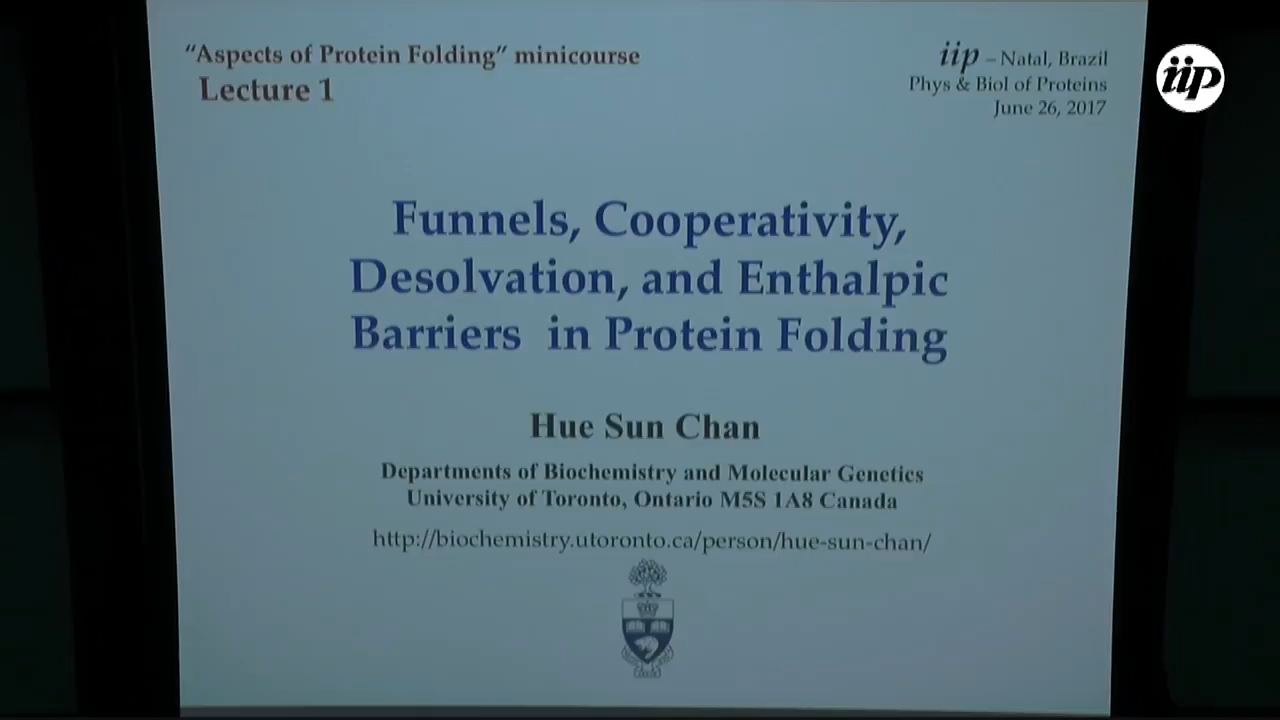 “Aspects of Protein Folding” minicourse
Lecture 1
iip – Natal, Brazil
Phys & Biol of Proteins
June 26, 2017
iip
Funnels, Cooperativity,
Desolvation, and Enthalpic
Barriers in Protein Folding
Hue Sun Chan
Departments of Biochemistry and Molecular Genetics
University of Toronto, Ontario M5S 1A8 Canada
http://biochemistry.utoronto.ca/person/hue-sun-chan/